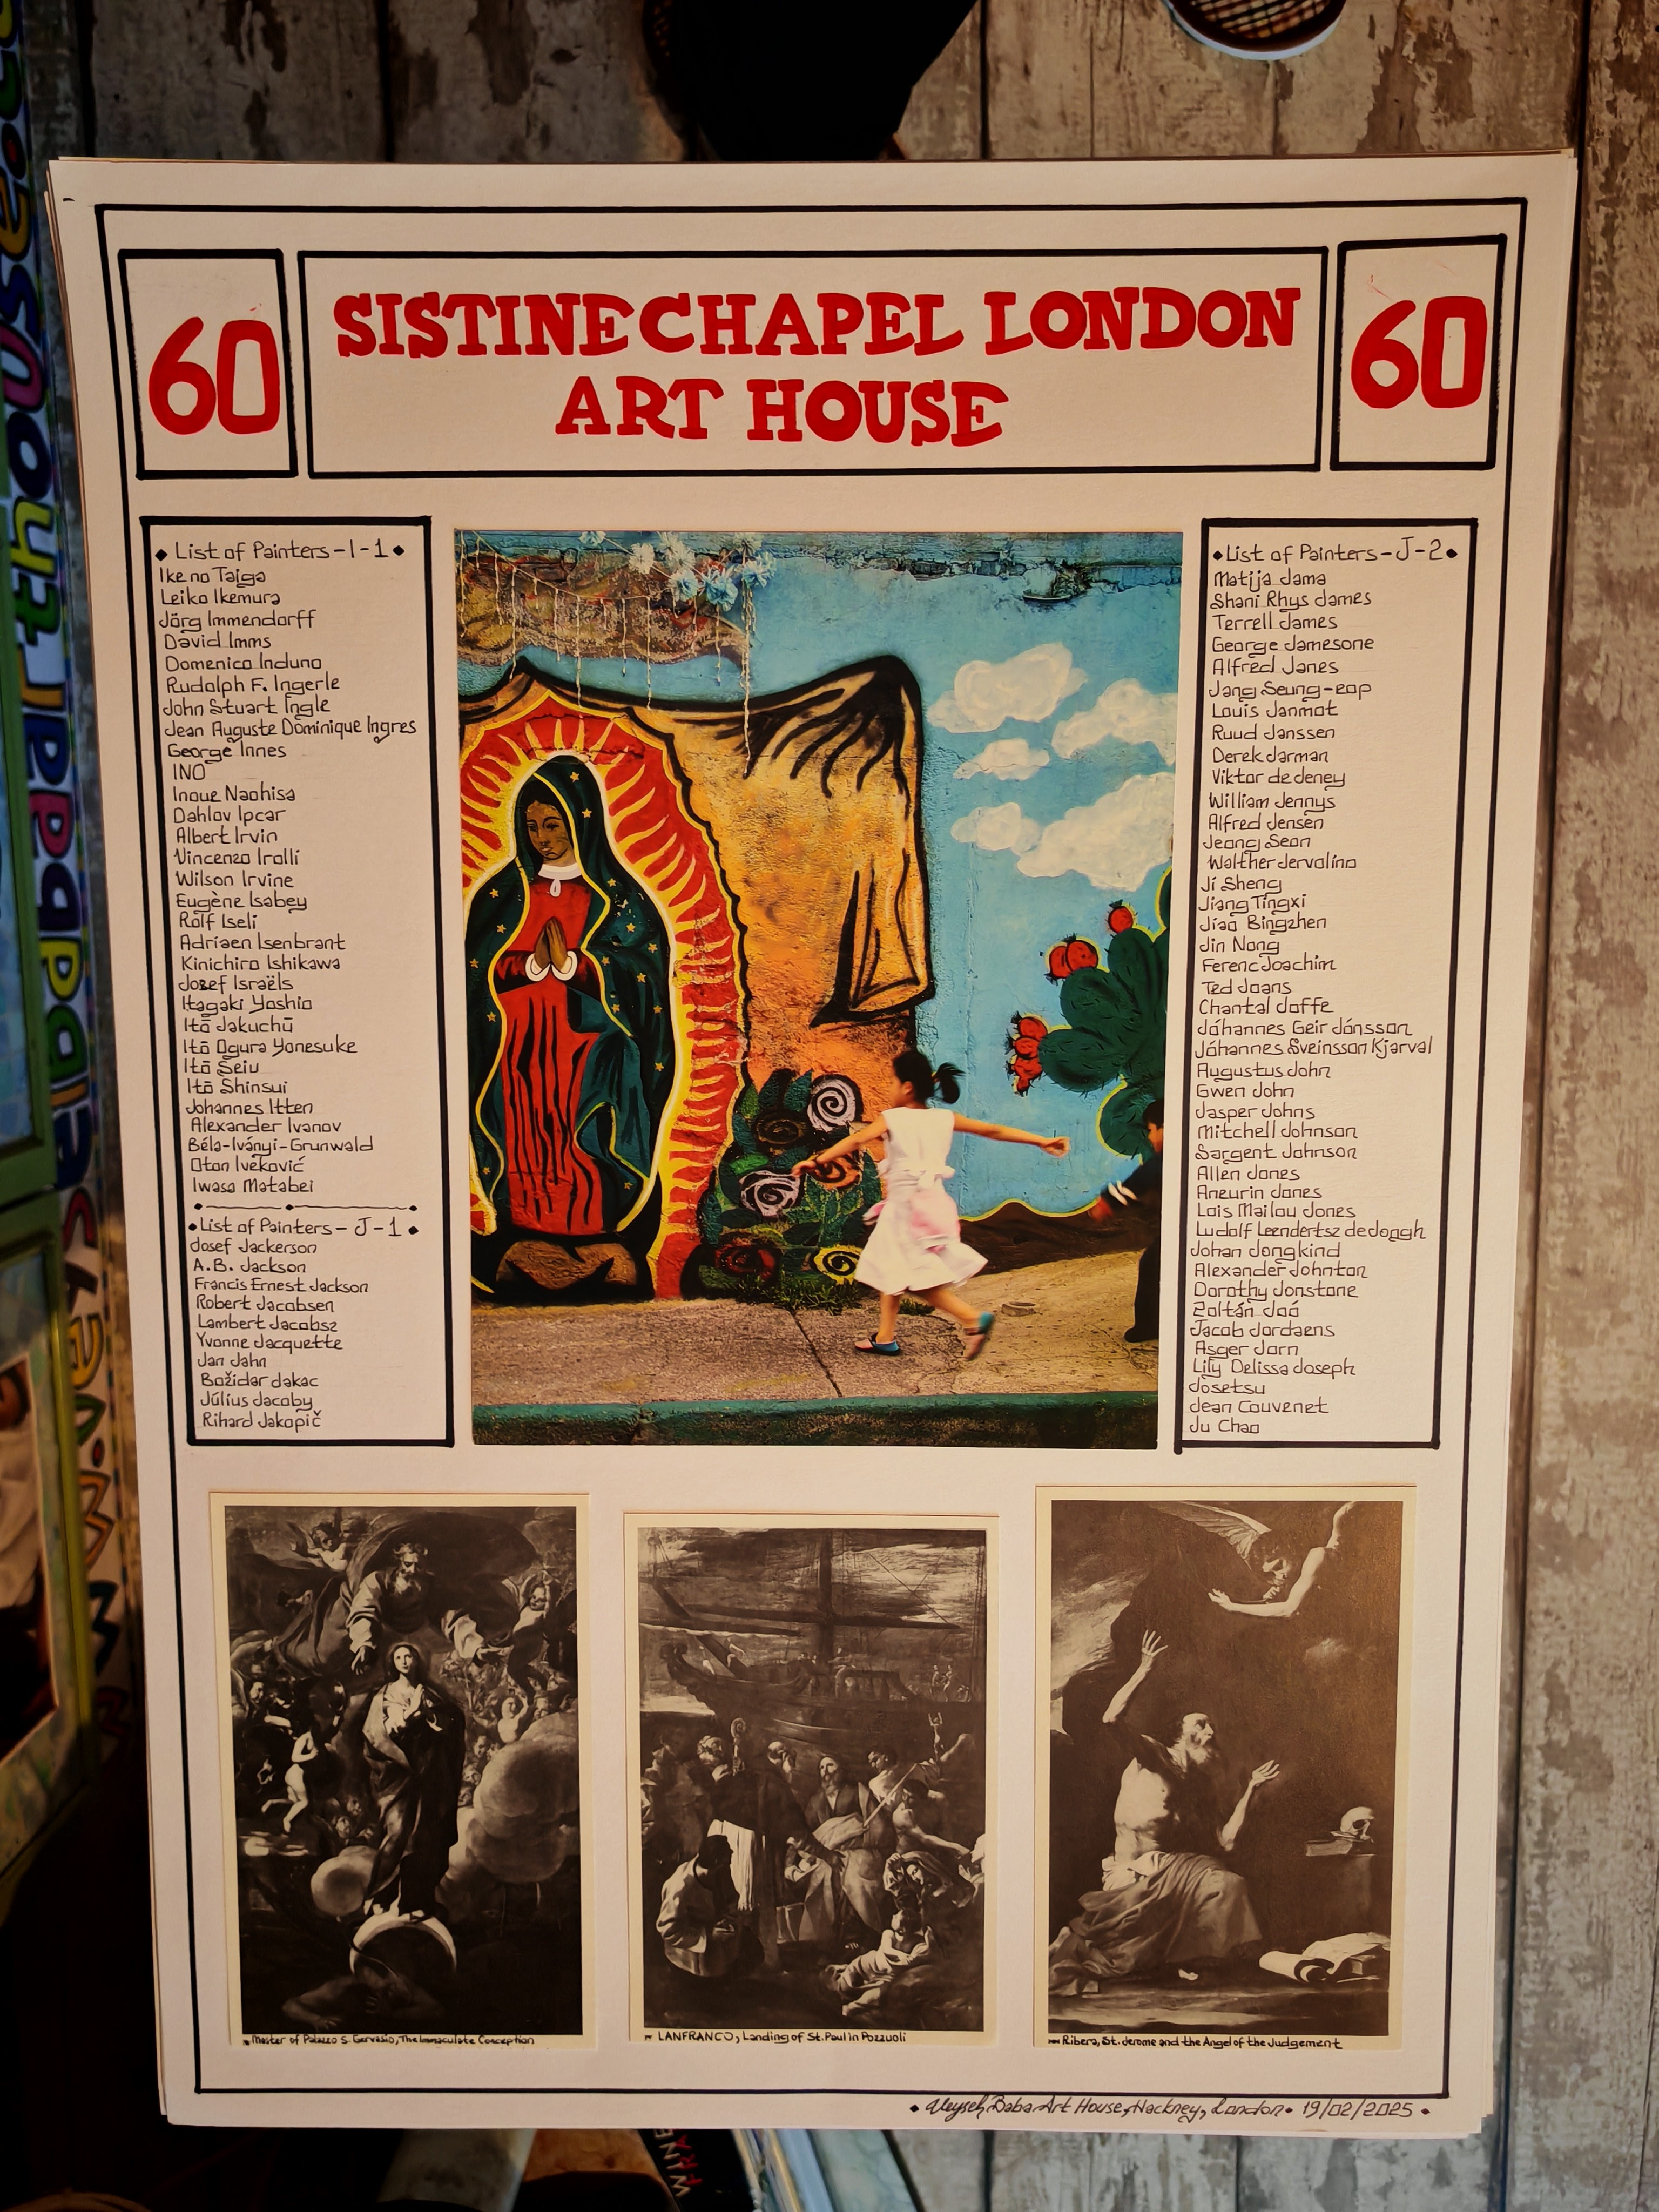 60
SISTINECHAPEL LONDON
ART HOUSE
60
• List of Painters-I-1 •
Ike no Taiga
Leiko Ikemura
Jörg Immendorff
David Imms
Domenico Induno
Rudolph F. Ingerle
John Stuart Ingle
Jean Auguste Dominique Ingres
George Innes
INO
Inoue Naohisa
Dahlov Ipcar
Albert Irvin
Vincenzo Irolli
Wilson Irvine
Eugène Isabey
Rolf Iseli
Adriaen Isenbrant
Kinichiro Ishikawa
Jozef Israëls
Itagaki Yoshio
Itō Jakuchū
Itō Ogura Yonesuke
Itō Seiu
Itō Shinsui
Johannes Itten
Alexander Ivanov
Béla-Iványi-Grunwald
Oton Iveković
Iwasa Matabei
• List of Painters - J-1 •
Josef Jackerson
A.B. Jackson
Francis Ernest Jackson
Robert Jacobsen
Lambert Jacobsz
Yvonne Jacquette
Jan Jahn
Božidar Jakac
Július Jacoby
Rihard Jakopič
• List of Painters - J-2 •
Matija Jama
Shani Rhys James
Terrell James
George Jamesone
Alfred Janes
Jang Seung-eop
Louis Janmot
Ruud Janssen
Derek Jarman
Viktor de Jeney
William Jennys
Alfred Jensen
Jeong Seon
Walther Jervolino
Ji Sheng
Jiang Tingxi
Jiao Bingzhen
Jin Nong
Ferenc Joachim
Ted Joans
Chantal Joffe
Jóhannes Geir Jónsson
Jóhannes Sveinsson Kjarval
Augustus John
Gwen John
Jasper Johns
Mitchell Johnson
Sargent Johnson
Allen Jones
Aneurin Jones
Lois Mailou Jones
Ludolf Leendertsz de Jongh
Johan Jongkind
Alexander Johnton
Dorothy Jonstone
Zoltán Joó
Jacob Jordaens
Asger Jorn
Lily Delissa Joseph
Josetsu
Jean Couvenet
Ju Chao
Master of Palazzo S. Gervasio, The Immaculate Conception
LANFRANCO, Landing of St. Paul in Pozzuoli
Ribera, St. Jerome and the Angel of the Judgement
• Veyseh Baba Art House, Hackney, London • 19/02/2025 •